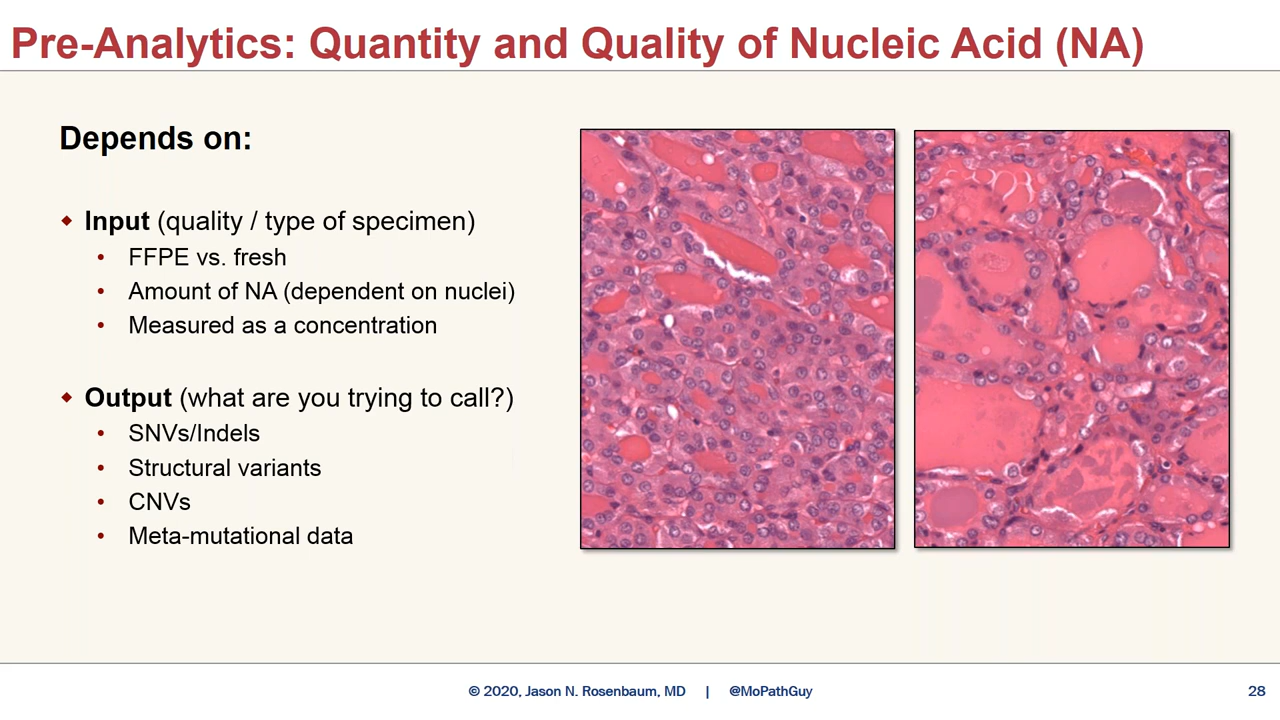 Pre-Analytics: Quantity and Quality of Nucleic Acid (NA)
Depends on:
Input (quality / type of specimen)
FFPE vs. fresh
Amount of NA (dependent on nuclei)
Measured as a concentration
Output (what are you trying to call?)
SNVs/Indels
Structural variants
CNVs
Meta-mutational data
© 2020, Jason N. Rosenbaum, MD | @MoPathGuy
28